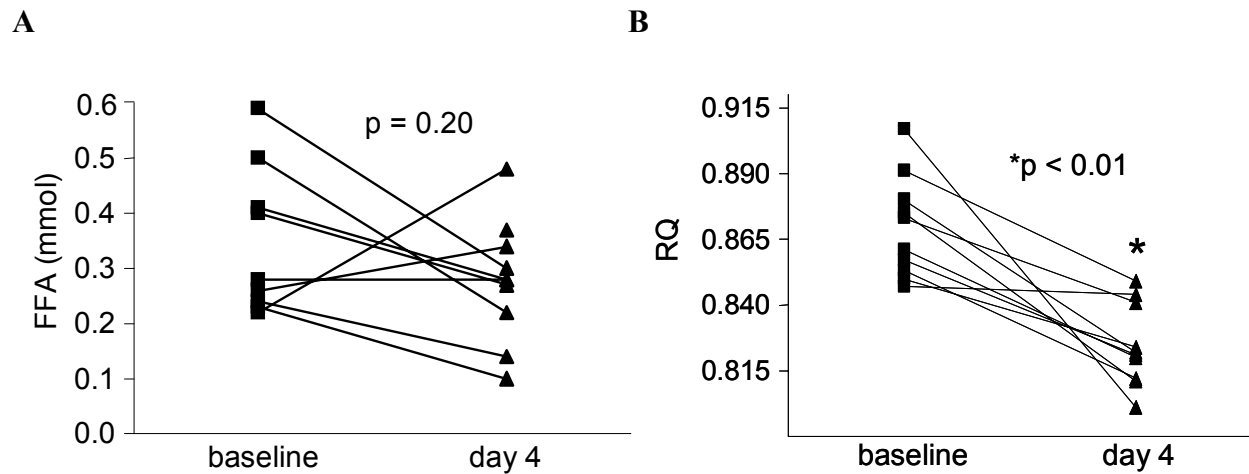 A
FFA (mmol)
0.6
0.5
0.4
0.3
0.2
0.1
0.0
p = 0.20
baseline
day 4
B
RQ
0.915
0.890
0.865
0.840
0.815
*p < 0.01
*
baseline
day 4